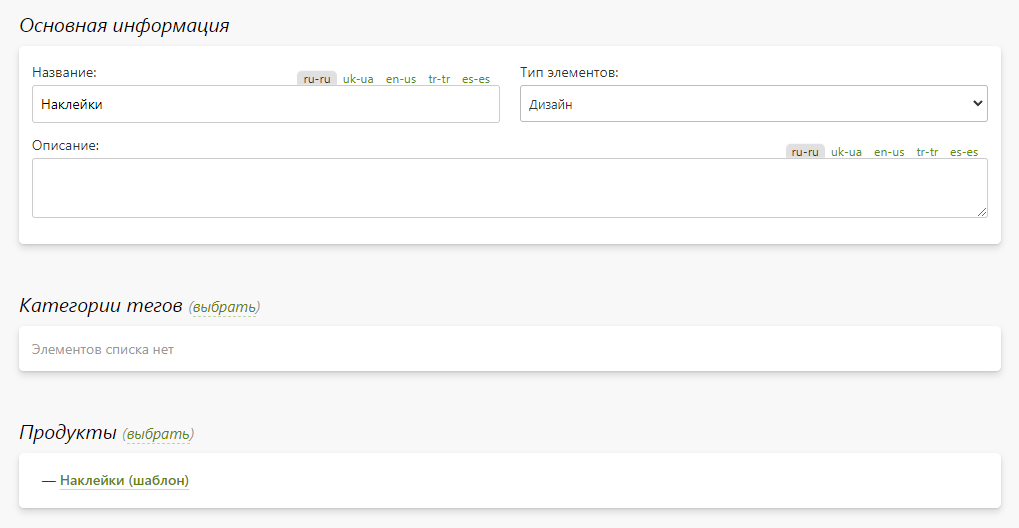 Основная информация
Название:
ru-ru uk-ua en-us tr-tr es-es
Наклейки
Тип элементов:
Дизайн
Описание:
ru-ru uk-ua en-us tr-tr es-es
Категории тегов (выбрать)
Элементов списка нет
Продукты (выбрать)
— Наклейки (шаблон)